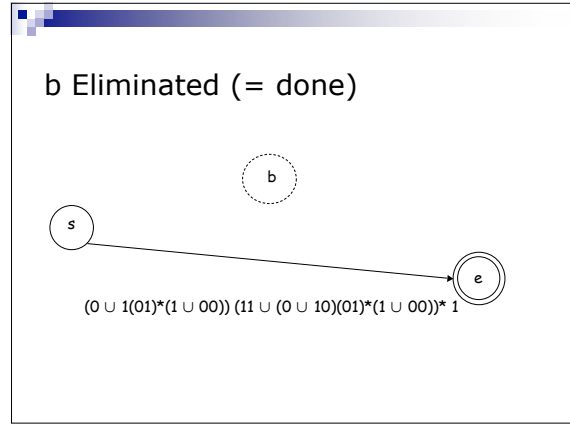 b Eliminated (= done)
b
s
e
(0 ∪ 1(01)*(1 ∪ 00)) (11 ∪ (0 ∪ 10)(01)*(1 ∪ 00))* 1